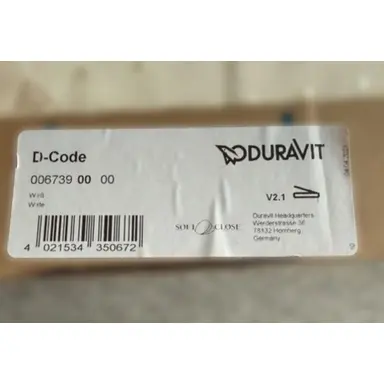 D-Code
DURAVIT
006739 00 00
Weiß
White
V2.1
SOFT CLOSE
4 021534 350672
Duravit Headquarters
Werderstrasse 36
78132 Hornberg
Germany